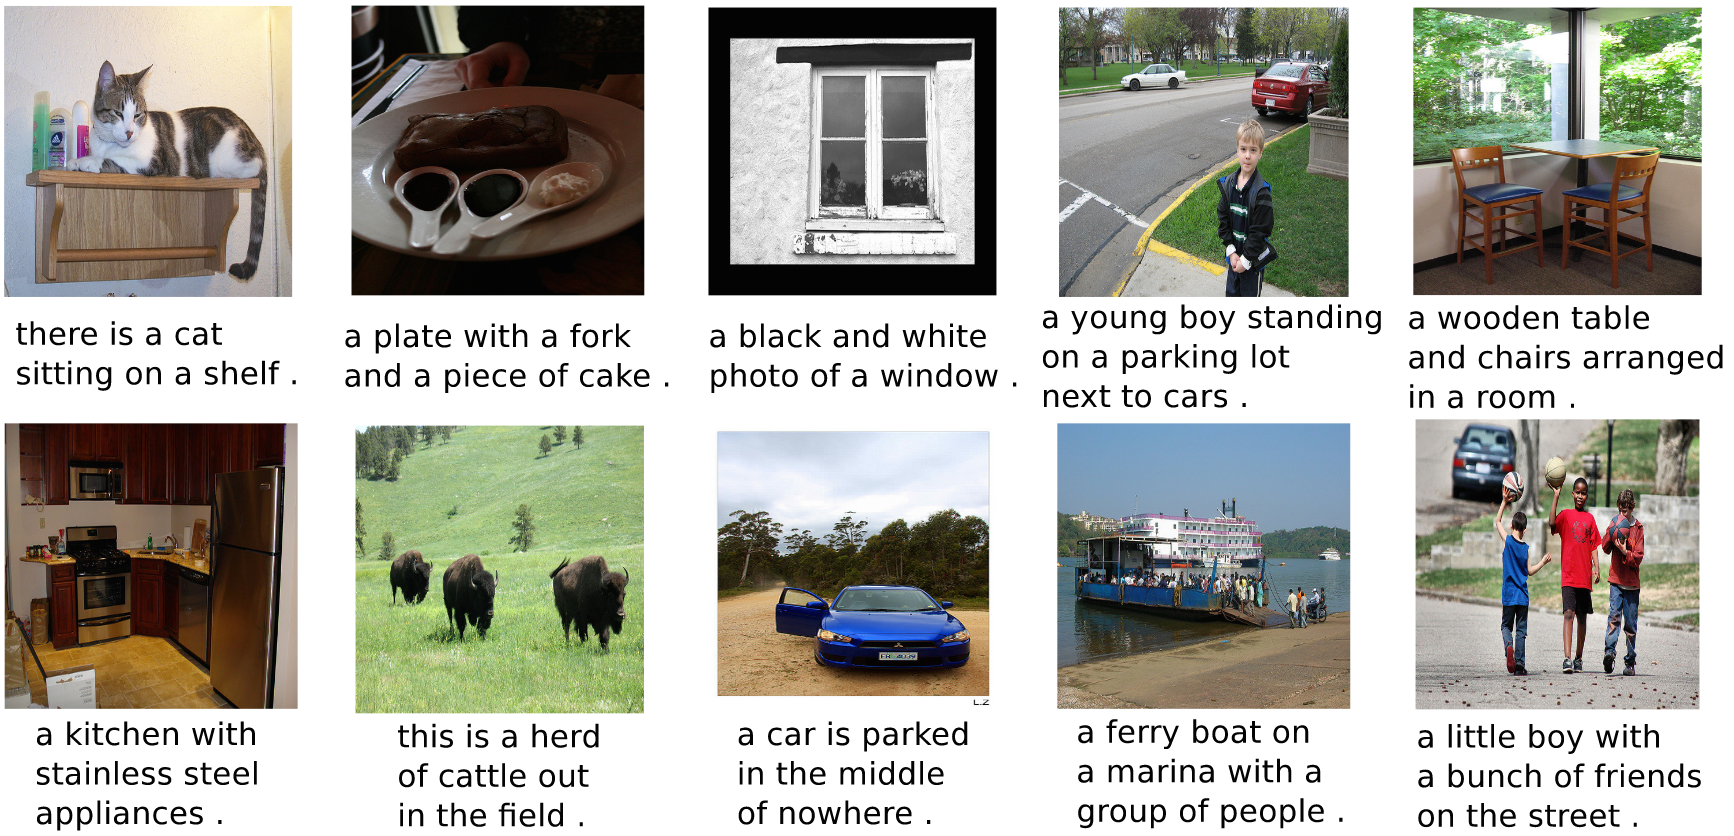 there is a cat
sitting on a shelf .
a plate with a fork
and a piece of cake .
a black and white
photo of a window .
a young boy standing
on a parking lot
next to cars .
a wooden table
and chairs arranged
in a room .
a kitchen with
stainless steel
appliances .
this is a herd
of cattle out
in the field .
L.Z
a car is parked
in the middle
of nowhere .
a ferry boat on
a marina with a
group of people .
a little boy with
a bunch of friends
on the street .